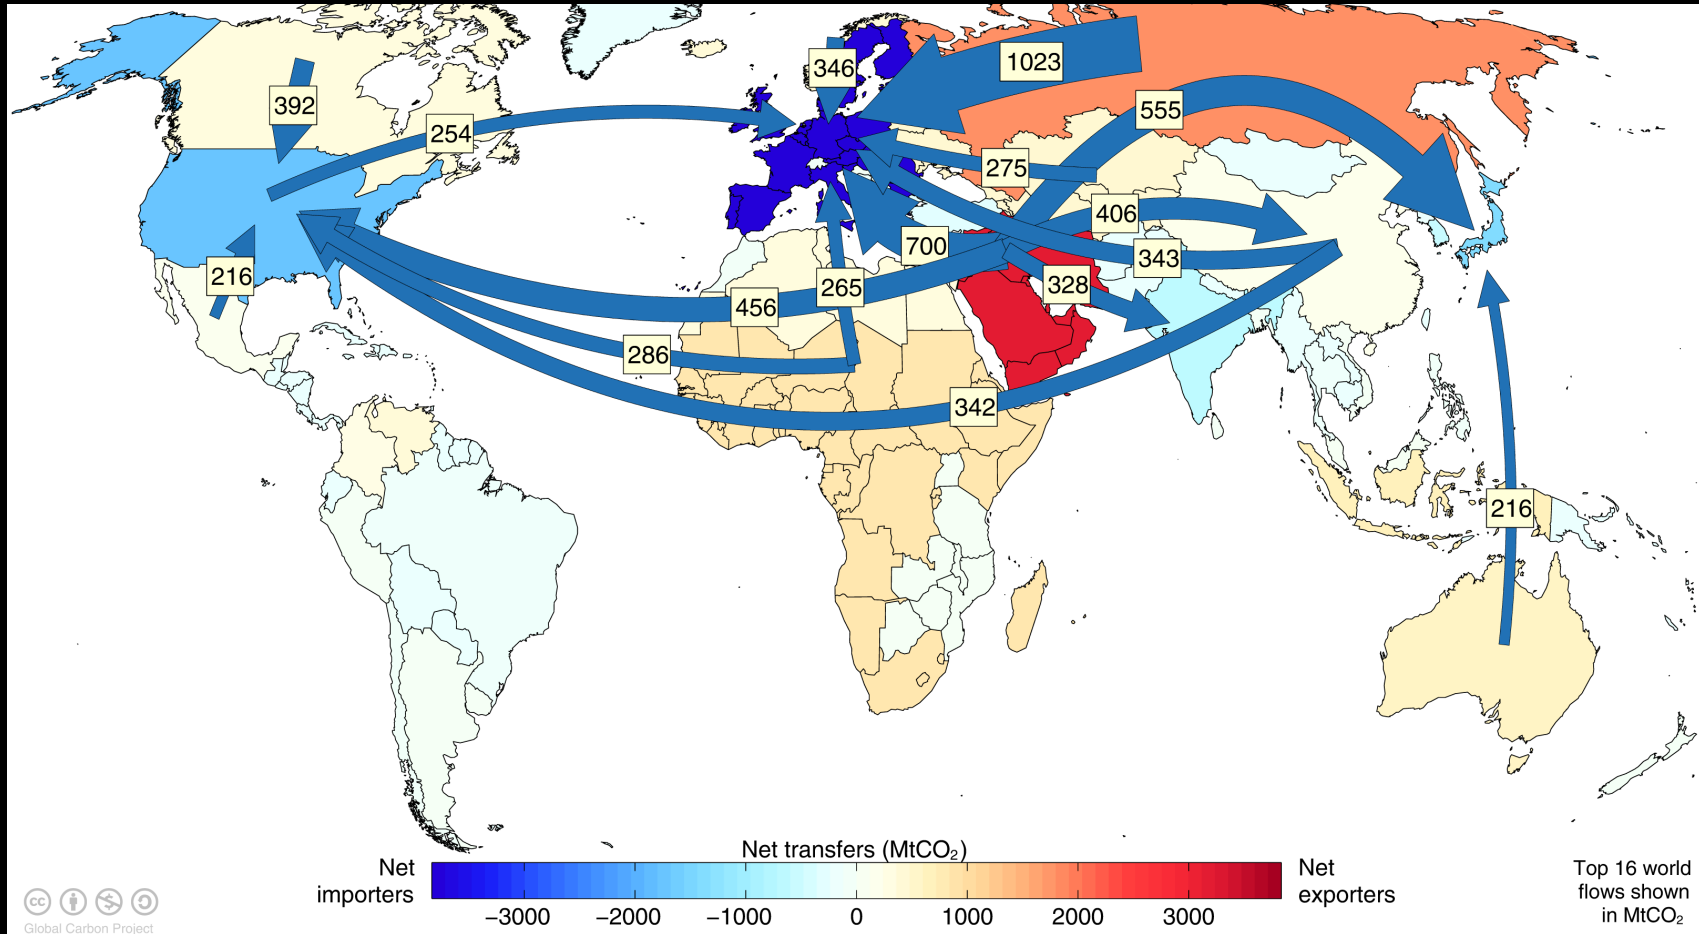 346
1023
392
555
254
275
406
700
343
216
265
328
456
286
342
216
Net transfers (MtCO₂)
Net
importers
Net
exporters
−3000
−2000
−1000
0
1000
2000
3000
Top 16 world
flows shown
in MtCO₂
cc
Global Carbon Project